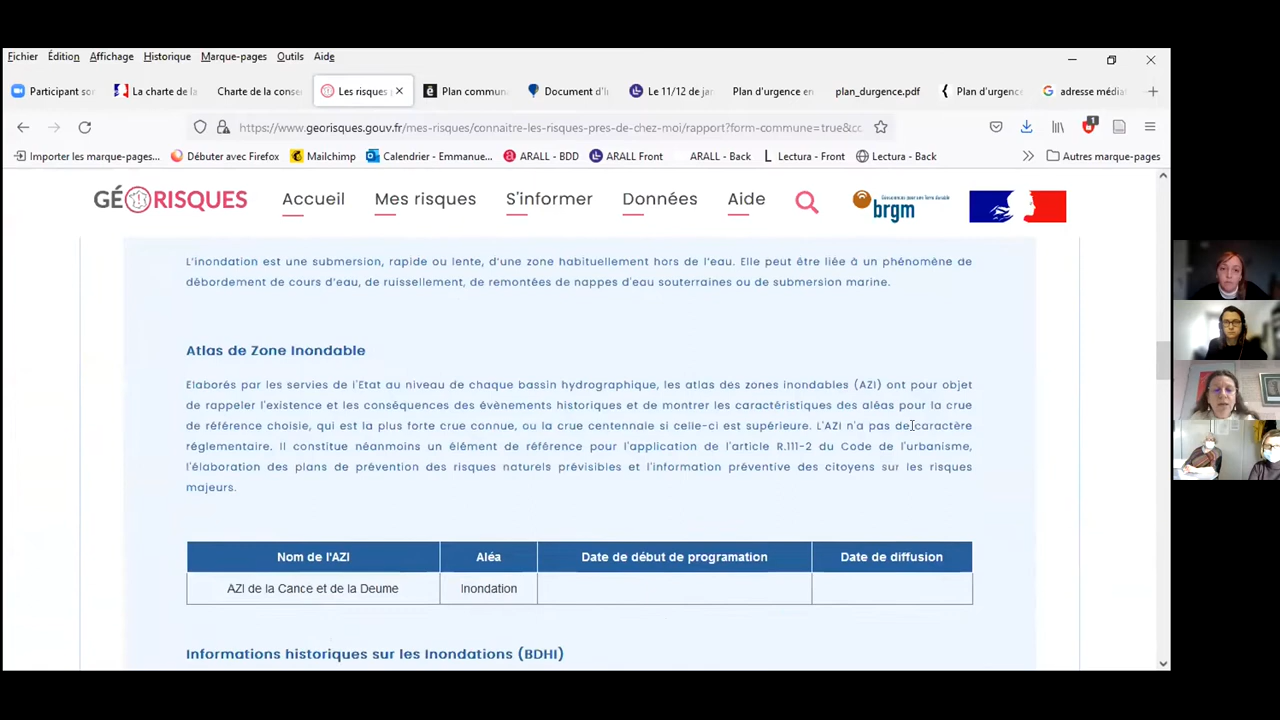 Fichier Édition Affichage Historique Marque-pages Outils Aide
Participant so La charte de la Charte de la conse Les risques Plan commun Document d'i Le 11/12 de ja Plan d'urgence en plan_durgence.pdf Plan d'urgence adresse média
https://www.georisques.gouv.fr/mes-risques/connaitre-les-risques-pres-de-chez-moi/rapport?form-commune=true&cc
1
Importer les marque-pages... Débuter avec Firefox Mailchimp Calendrier - Emmanue... ARALL - BDD ARALL Front ARALL - Back Lectura - Front Lectura - Back Autres marque-pages
GÉORISQUES Accueil Mes risques S'informer Données Aide brgm
L'inondation est une submersion, rapide ou lente, d'une zone habituellement hors de l'eau. Elle peut être liée à un phénomène de
débordement de cours d'eau, de ruissellement, de remontées de nappes d'eau souterraines ou de submersion marine.
Atlas de Zone Inondable
Elaborés par les servies de l'Etat au niveau de chaque bassin hydrographique, les atlas des zones inondables (AZI) ont pour objet
de rappeler l'existence et les conséquences des évènements historiques et de montrer les caractéristiques des aléas pour la crue
de référence choisie, qui est la plus forte crue connue, ou la crue centennale si celle-ci est supérieure. L'AZI n'a pas de caractère
réglementaire. Il constitue néanmoins un élément de référence pour l'application de l'article R.111-2 du Code de l'urbanisme,
l'élaboration des plans de prévention des risques naturels prévisibles et l'information préventive des citoyens sur les risques
majeurs.
Nom de l'AZI Aléa Date de début de programation Date de diffusion
AZI de la Cance et de la Deume Inondation
Informations historiques sur les Inondations (BDHI)